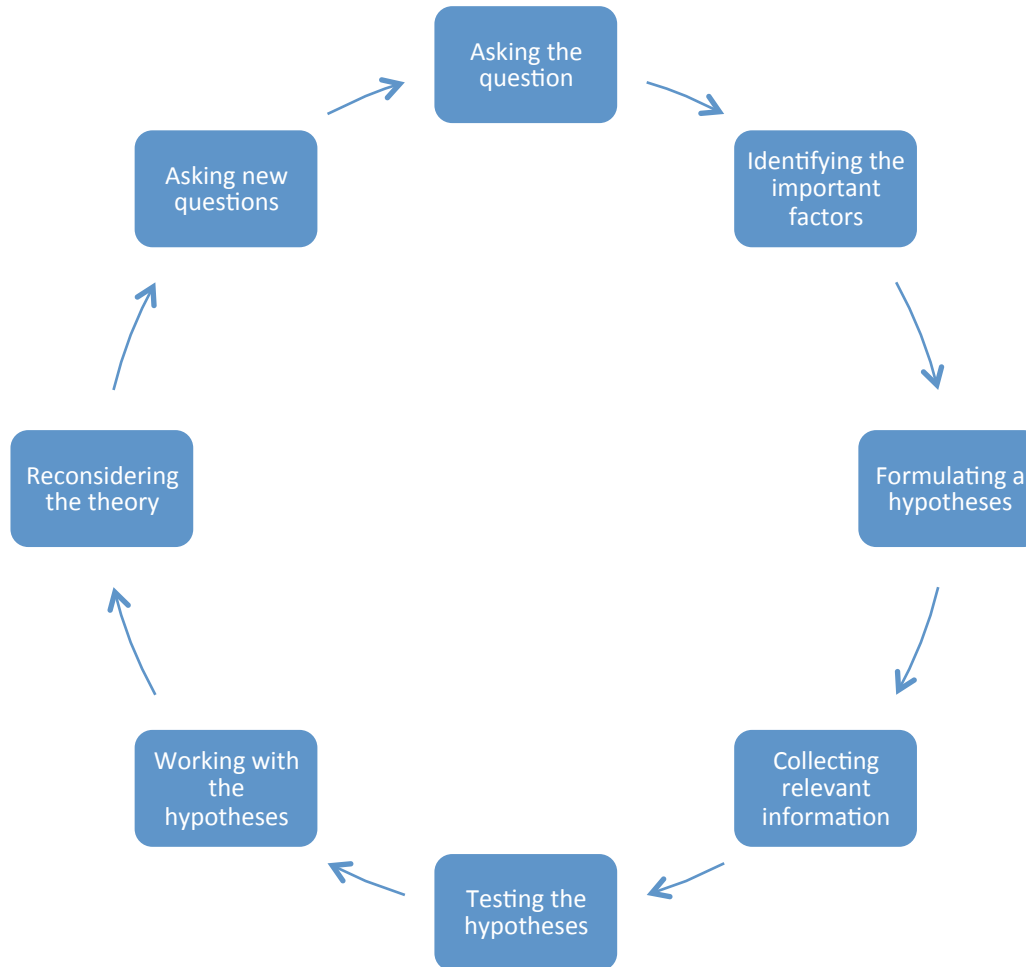 Asking the
question
Identifying the
important
factors
Formulating a
hypotheses
Collecting
relevant
information
Testing the
hypotheses
Working with
the
hypotheses
Reconsidering
the theory
Asking new
questions